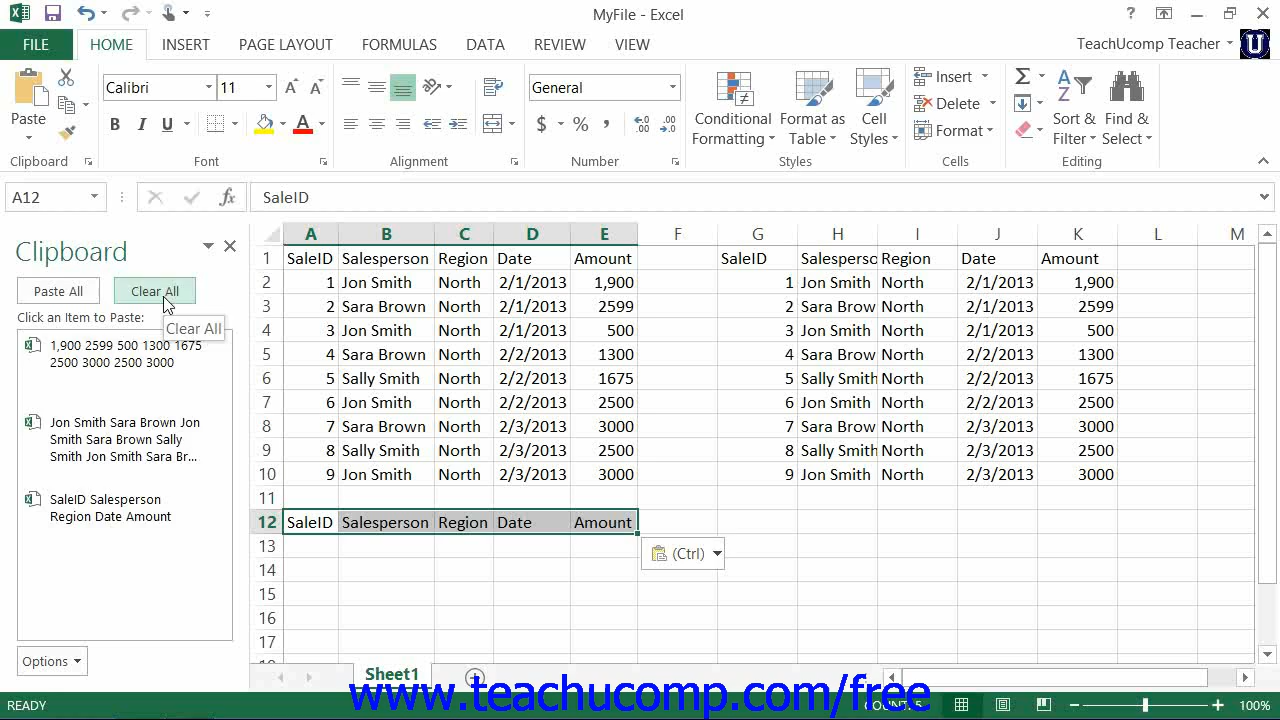 MyFile - Excel
?
FILE HOME INSERT PAGE LAYOUT FORMULAS DATA REVIEW VIEW TeachUcomp Teacher U
Calibri 11 General
Paste B I U A $ % , Conditional Formatting Format as Table Cell Styles Insert Delete Format Sort & Filter Find & Select
Clipboard Font Alignment Number Styles Cells Editing
A12 fx SaleID
Clipboard
Paste All Clear All
Click an Item to Paste:
Clear All
1,900 2599 500 1300 1675
2500 3000 2500 3000
Jon Smith Sara Brown Jon
Smith Sara Brown Sally
Smith Jon Smith Sara Br...
SaleID Salesperson
Region Date Amount
Options
A B C D E F G H I J K L M
1 SaleID Salesperson Region Date Amount SaleID Salesperso Region Date Amount
2 1 Jon Smith North 2/1/2013 1,900 1 Jon Smith North 2/1/2013 1,900
3 2 Sara Brown North 2/1/2013 2599 2 Sara Brow North 2/1/2013 2599
4 3 Jon Smith North 2/1/2013 500 3 Jon Smith North 2/1/2013 500
5 4 Sara Brown North 2/2/2013 1300 4 Sara Brow North 2/2/2013 1300
6 5 Sally Smith North 2/2/2013 1675 5 Sally Smith North 2/2/2013 1675
7 6 Jon Smith North 2/2/2013 2500 6 Jon Smith North 2/2/2013 2500
8 7 Sara Brown North 2/3/2013 3000 7 Sara Brow North 2/3/2013 3000
9 8 Sally Smith North 2/3/2013 2500 8 Sally Smith North 2/3/2013 2500
10 9 Jon Smith North 2/3/2013 3000 9 Jon Smith North 2/3/2013 3000
11
12 SaleID Salesperson Region Date Amount
13 (Ctrl)
14
15
16
17
Sheet1
www.teachucomp.com/free
READY 100%